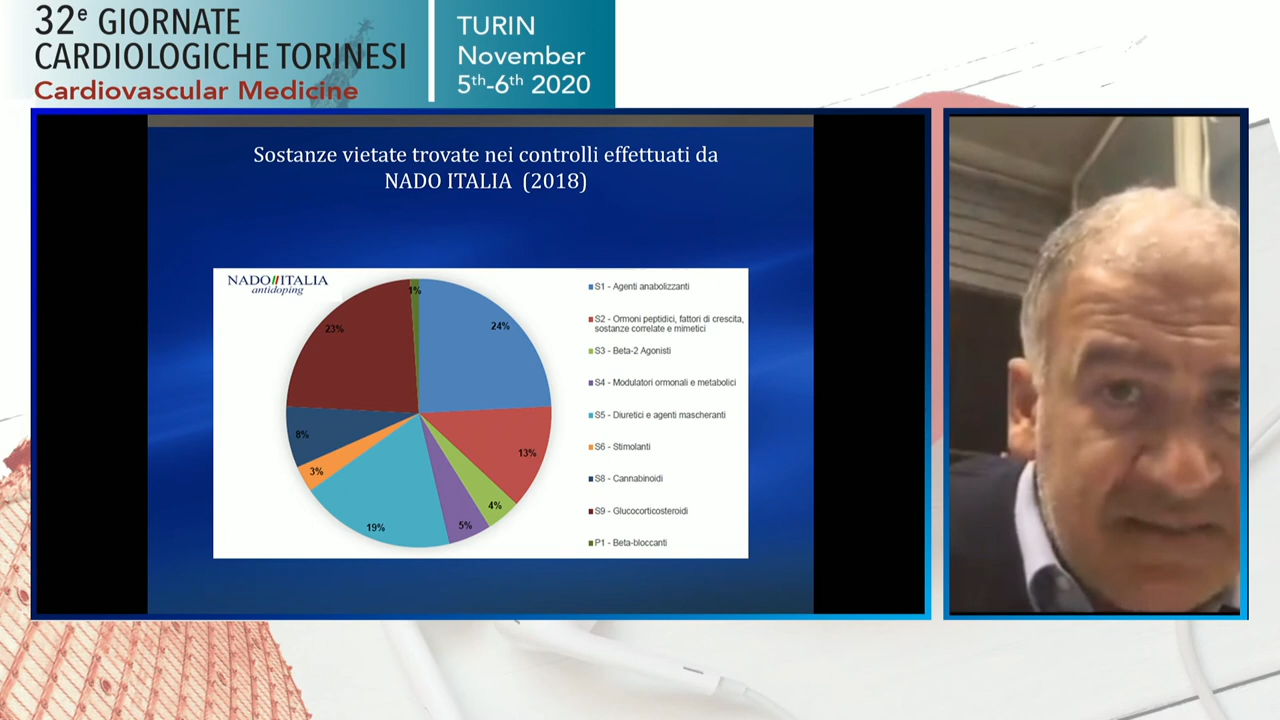 32e GIORNATE
CARDIOLOGICHE TORINESI
Cardiovascular Medicine
TURIN
November
5th-6th 2020
Sostanze vietate trovate nei controlli effettuati da
NADO ITALIA (2018)
NADO//ITALIA
antidoping
1%
23%
24%
8%
13%
3%
4%
19%
5%
S1 - Agenti anabolizzanti
S2 - Ormoni peptidici, fattori di crescita,
sostanze correlate e mimetici
S3 - Beta-2 Agonisti
S4 - Modulatori ormonali e metabolici
S5 - Diuretici e agenti mascheranti
S6 - Stimolanti
S8 - Cannabinoidi
S9 - Glucocorticosteroidi
P1 - Beta-bloccanti